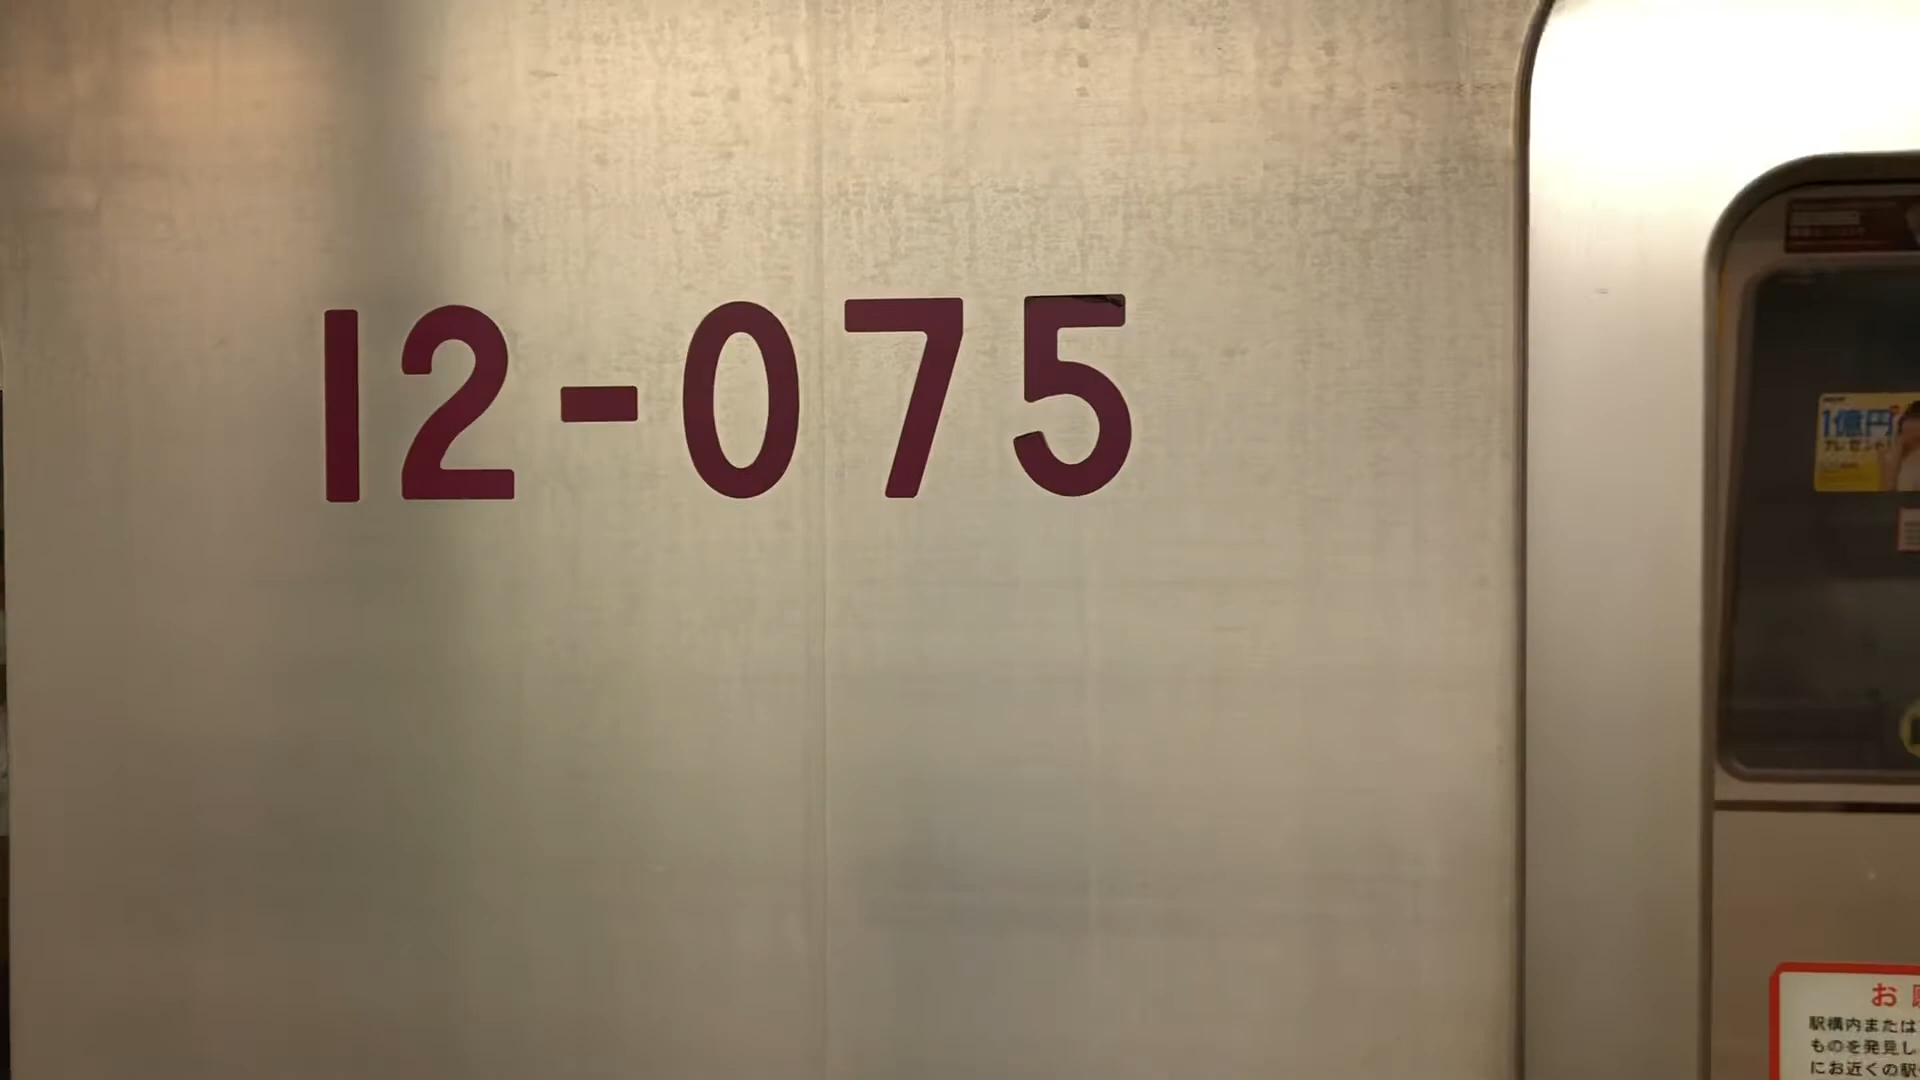 12-075
1億円
プレゼント!
お
駅構内または
ものを発見し
にお近くの駅